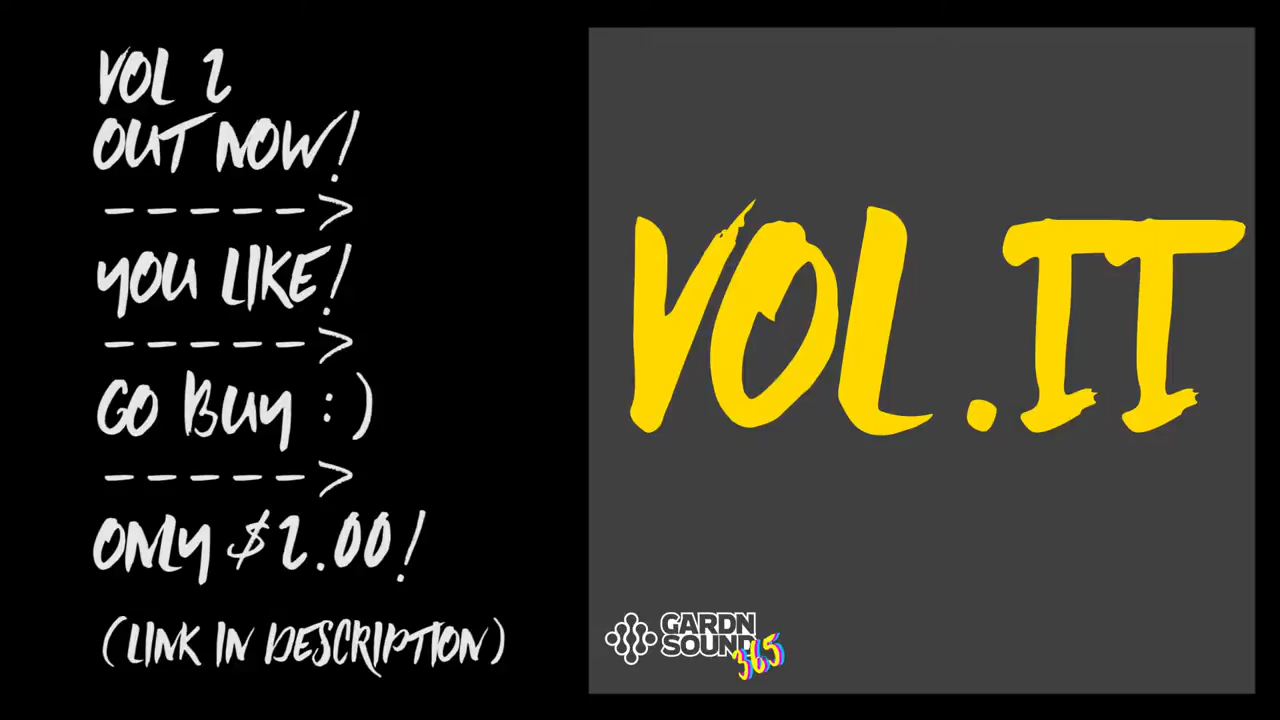 VOL 2
OUT NOW!
----->
YOU LIKE!
----->
GO BUY :)
----->
ONLY $2.00!
(LINK IN DESCRIPTION)
VOL.II
GARDN
SOUND
365